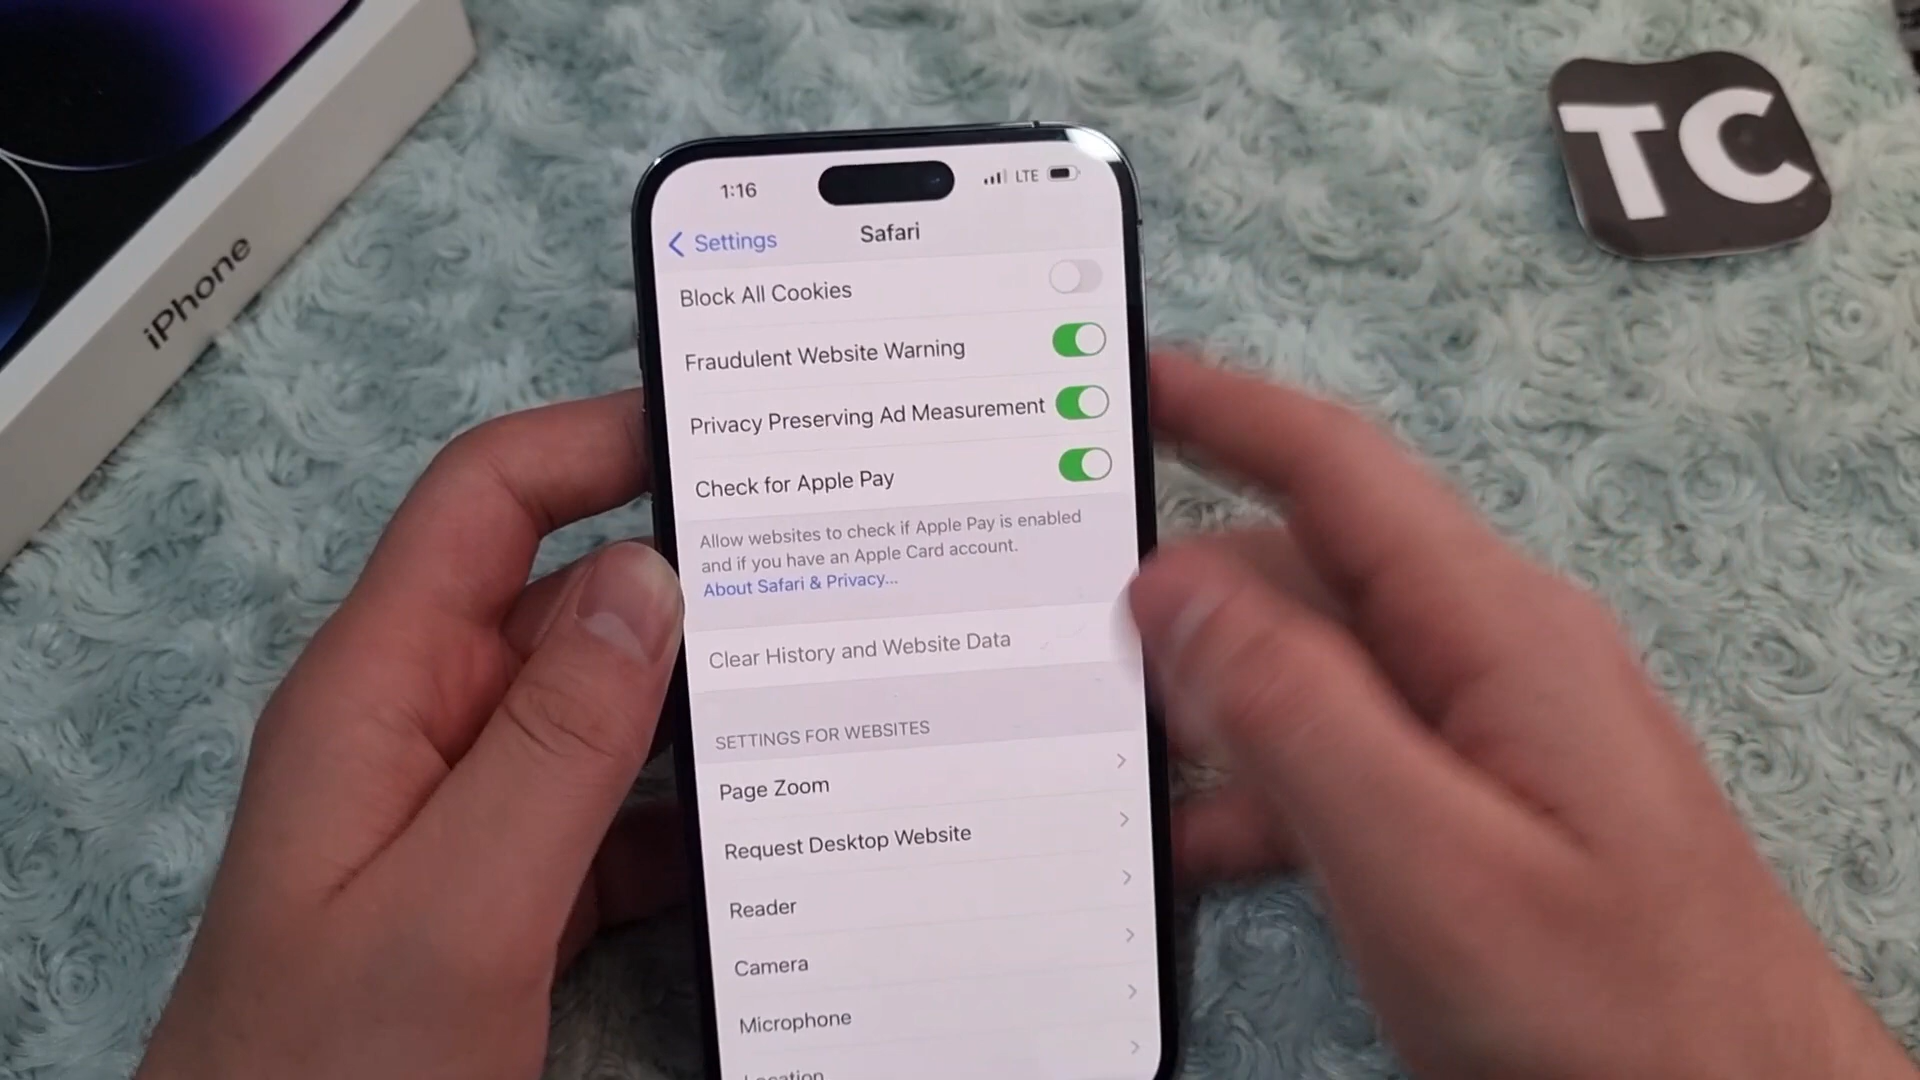 iPhone
TC
1:16
LTE
Settings
Safari
Block All Cookies
Fraudulent Website Warning
Privacy Preserving Ad Measurement
Check for Apple Pay
Allow websites to check if Apple Pay is enabled
and if you have an Apple Card account.
About Safari & Privacy...
Clear History and Website Data
SETTINGS FOR WEBSITES
Page Zoom
Request Desktop Website
Reader
Camera
Microphone
Location